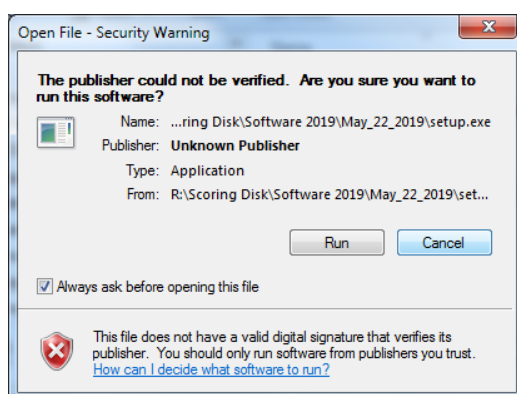 Open File - Security Warning
The publisher could not be verified. Are you sure you want to
run this software?
Name: ...ring Disk\Software 2019\May_22_2019\setup.exe
Publisher: Unknown Publisher
Type: Application
From: R:\Scoring Disk\Software 2019\May_22_2019\set...
Run Cancel
Always ask before opening this file
This file does not have a valid digital signature that verifies its
publisher. You should only run software from publishers you trust.
How can I decide what software to run?